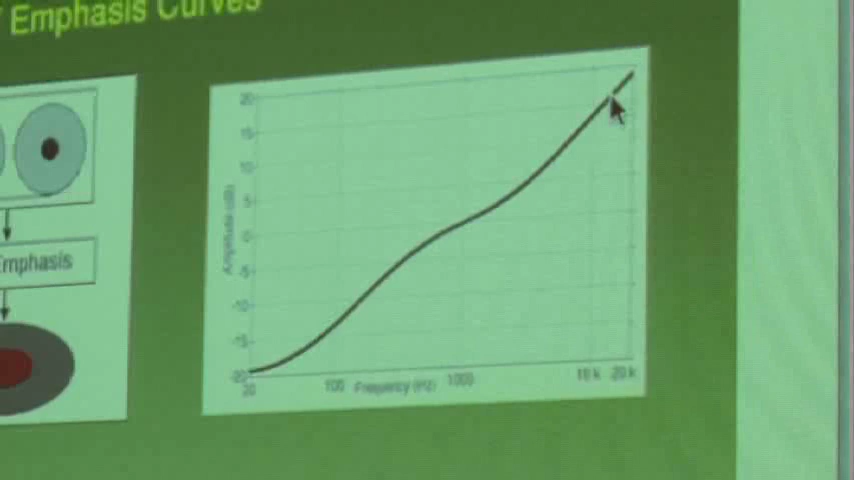 Emphasis Curves
20
15
10
5
0
-5
-10
-15
-20
Amplitude (dB)
20 100 Frequency (Hz) 1000 10 k 20 k
Emphasis